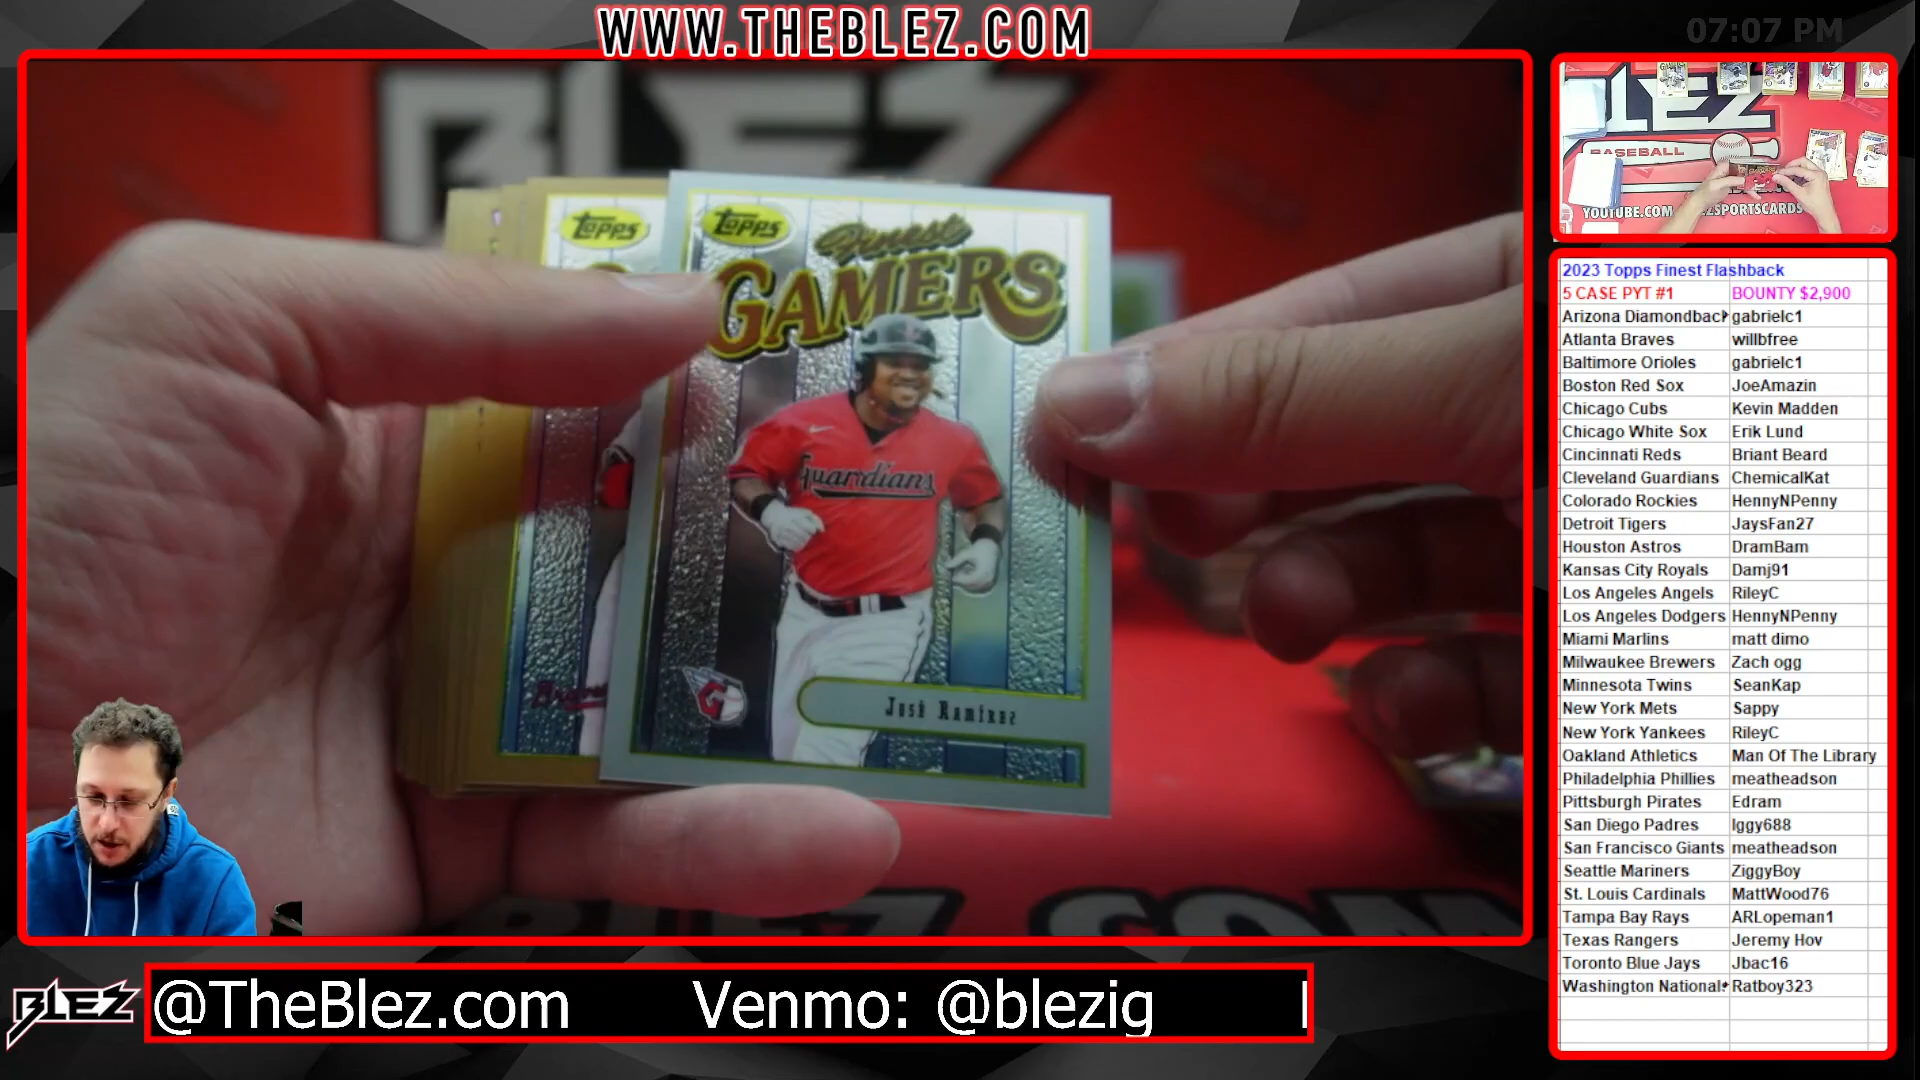 WWW.THEBLEZ.COM
07:07 PM
BLEZ
TOPPS
TOPPS
Finest
GAMERS
Guardians
José Ramírez
BLEZ
BASEBALL
YOUTUBE.COM
2023 Topps Finest Flashback
5 CASE PYT #1 BOUNTY $2,900
Arizona Diamondback gabrielc1
Atlanta Braves willbfree
Baltimore Orioles gabrielc1
Boston Red Sox JoeAmazin
Chicago Cubs Kevin Madden
Chicago White Sox Erik Lund
Cincinnati Reds Briant Beard
Cleveland Guardians ChemicalKat
Colorado Rockies HennyNPenny
Detroit Tigers JaysFan27
Houston Astros DramBam
Kansas City Royals Damj91
Los Angeles Angels RileyC
Los Angeles Dodgers HennyNPenny
Miami Marlins matt dimo
Milwaukee Brewers Zach ogg
Minnesota Twins SeanKap
New York Mets Sappy
New York Yankees RileyC
Oakland Athletics Man Of The Library
Philadelphia Phillies meatheadson
Pittsburgh Pirates Edram
San Diego Padres Iggy688
San Francisco Giants meatheadson
Seattle Mariners ZiggyBoy
St. Louis Cardinals MattWood76
Tampa Bay Rays ARLopeman1
Texas Rangers Jeremy Hov
Toronto Blue Jays Jbac16
Washington Nationals Ratboy323
BLEZ
@TheBlez.com Venmo: @blezig